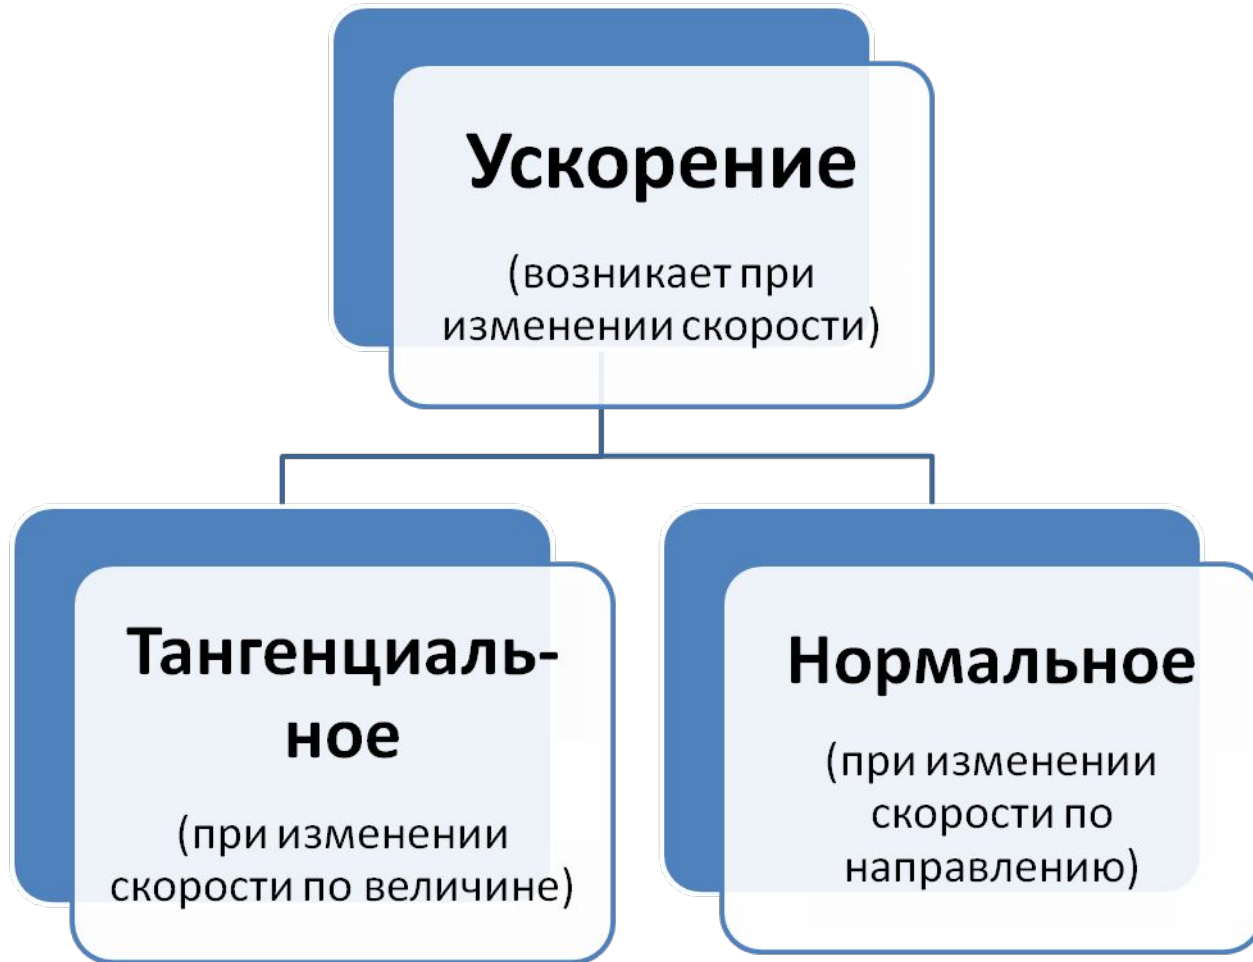 Ускорение
(возникает при
изменении скорости)
Тангенциаль-
ное
(при изменении
скорости по величине)
Нормальное
(при изменении
скорости по
направлению)